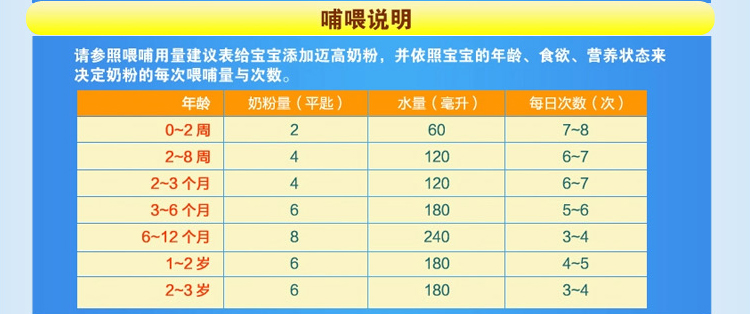 哺喂说明
请参照喂哺用量建议表给宝宝添加迈高奶粉，并依照宝宝的年龄、食欲、营养状态来
决定奶粉的每次喂哺量与次数。
年龄 奶粉量（平匙） 水量（毫升） 每日次数（次）
0~2 周 2 60 7~8
2~8 周 4 120 6~7
2~3 个月 4 120 6~7
3~6 个月 6 180 5~6
6~12 个月 8 240 3~4
1~2 岁 6 180 4~5
2~3 岁 6 180 3~4